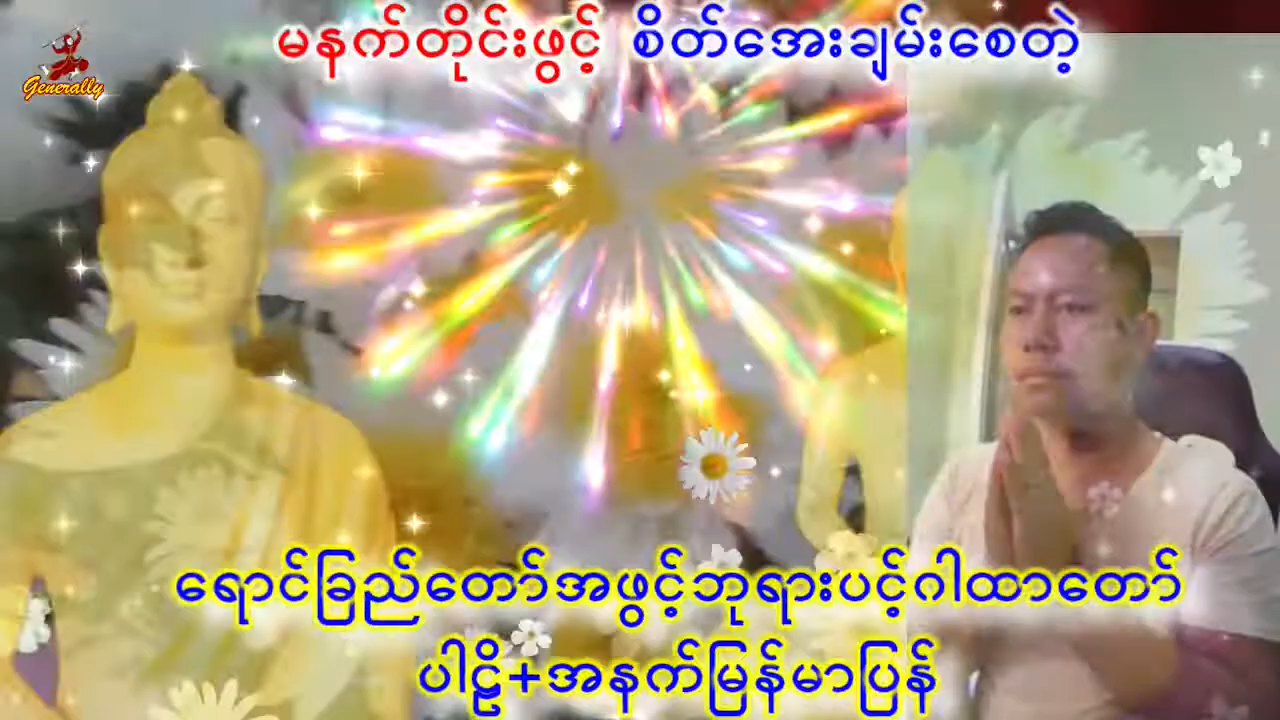 မနက်တိုင်းဖွင့် စိတ်အေးချမ်းစေတဲ့
Generally
ရောင်ခြည်တော်အဖွင့်ဘုရားပင့်ဂါထာတော်
ပါဠိ+အနက်မြန်မာပြန်